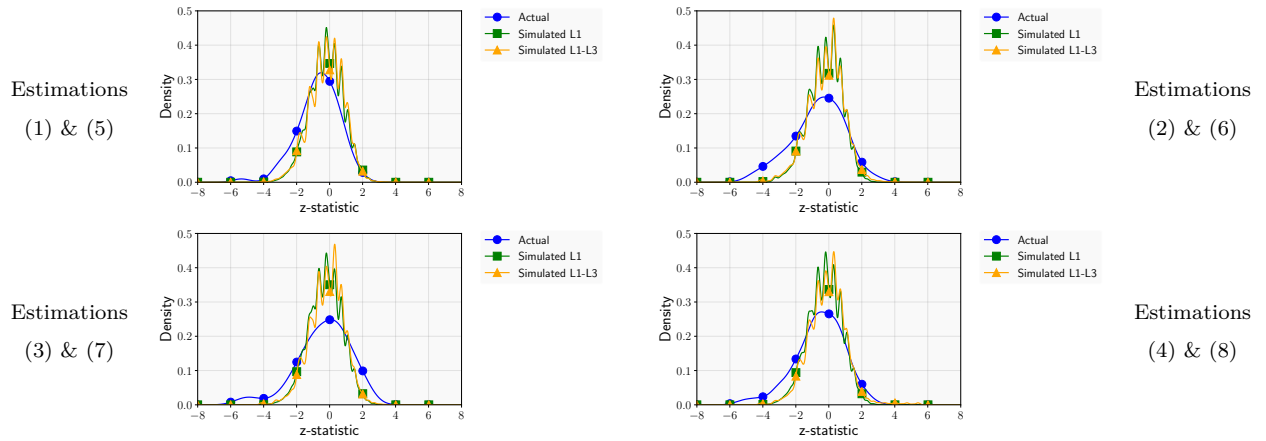 Estimations
(1) & (5)
Density
0.5
0.4
0.3
0.2
0.1
0.0
−8 −6 −4 −2 0 2 4 6 8
z-statistic
Actual
Simulated L1
Simulated L1-L3
Density
0.5
0.4
0.3
0.2
0.1
0.0
−8 −6 −4 −2 0 2 4 6 8
z-statistic
Actual
Simulated L1
Simulated L1-L3
Estimations
(2) & (6)
Estimations
(3) & (7)
Density
0.5
0.4
0.3
0.2
0.1
0.0
−8 −6 −4 −2 0 2 4 6 8
z-statistic
Actual
Simulated L1
Simulated L1-L3
Density
0.5
0.4
0.3
0.2
0.1
0.0
−8 −6 −4 −2 0 2 4 6 8
z-statistic
Actual
Simulated L1
Simulated L1-L3
Estimations
(4) & (8)